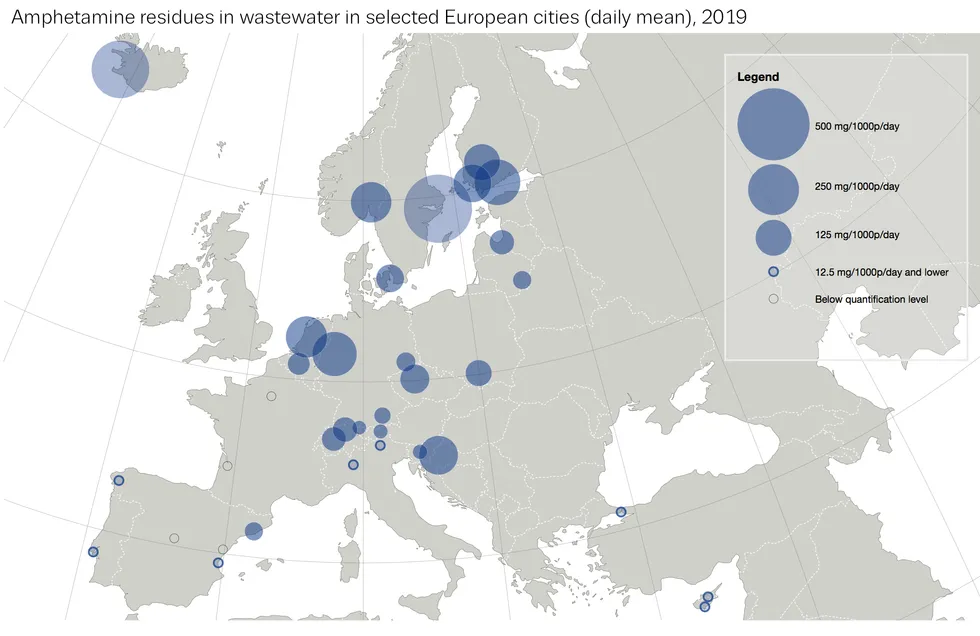 Amphetamine residues in wastewater in selected European cities (daily mean), 2019
Legend
500 mg/1000p/day
250 mg/1000p/day
125 mg/1000p/day
12.5 mg/1000p/day and lower
Below quantification level